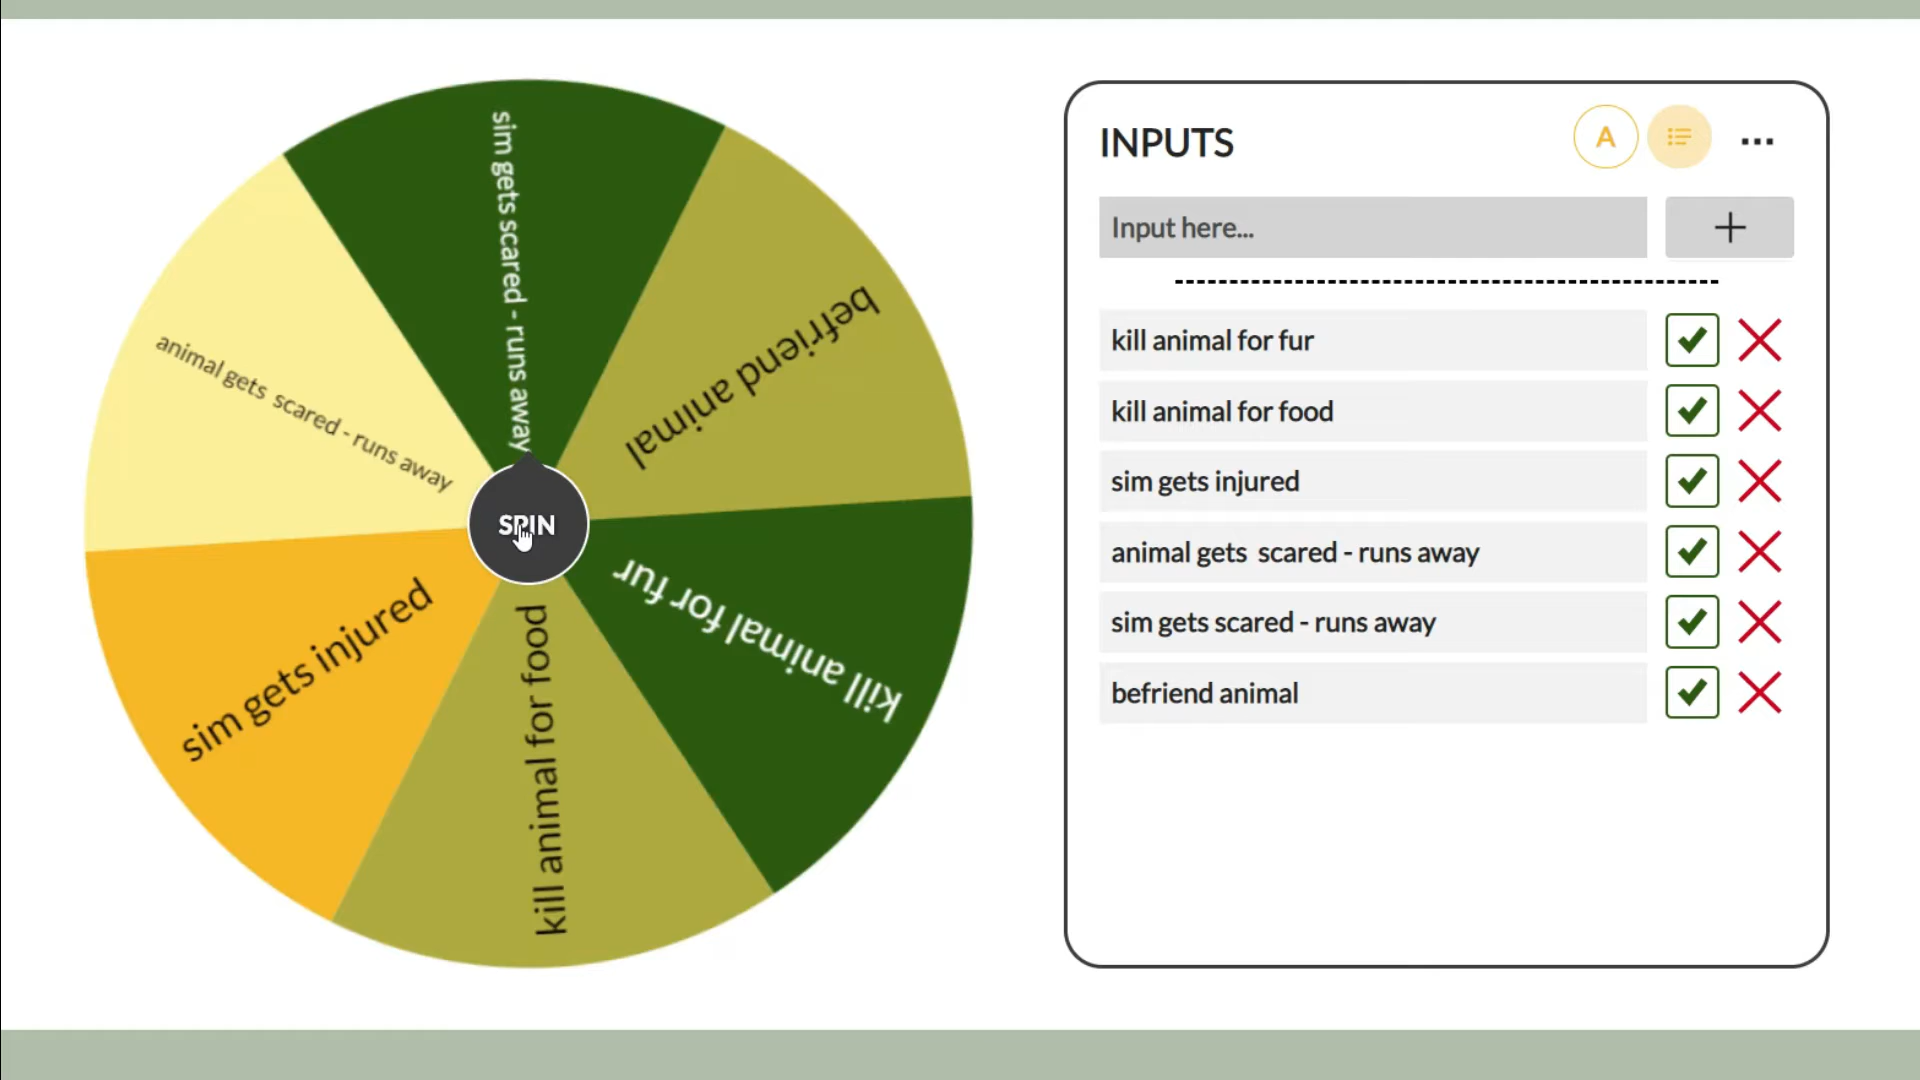 sim gets scared - runs away
befriend animal
animal gets  scared - runs away
SPIN
kill animal for fur
sim gets injured
kill animal for food
INPUTS
A
...
Input here...
+
kill animal for fur
kill animal for food
sim gets injured
animal gets  scared - runs away
sim gets scared - runs away
befriend animal